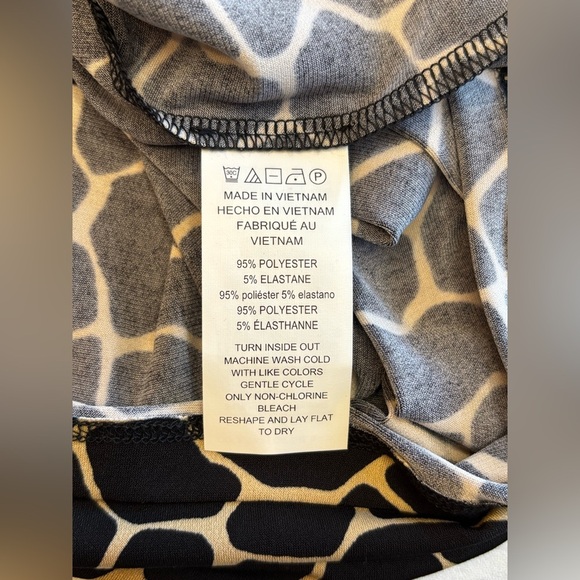 30C P
MADE IN VIETNAM
HECHO EN VIETNAM
FABRIQUÉ AU
VIETNAM
95% POLYESTER
5% ELASTANE
95% poliéster 5% elastano
95% POLYESTER
5% ÉLASTHANNE
TURN INSIDE OUT
MACHINE WASH COLD
WITH LIKE COLORS
GENTLE CYCLE
ONLY NON-CHLORINE
BLEACH
RESHAPE AND LAY FLAT
TO DRY